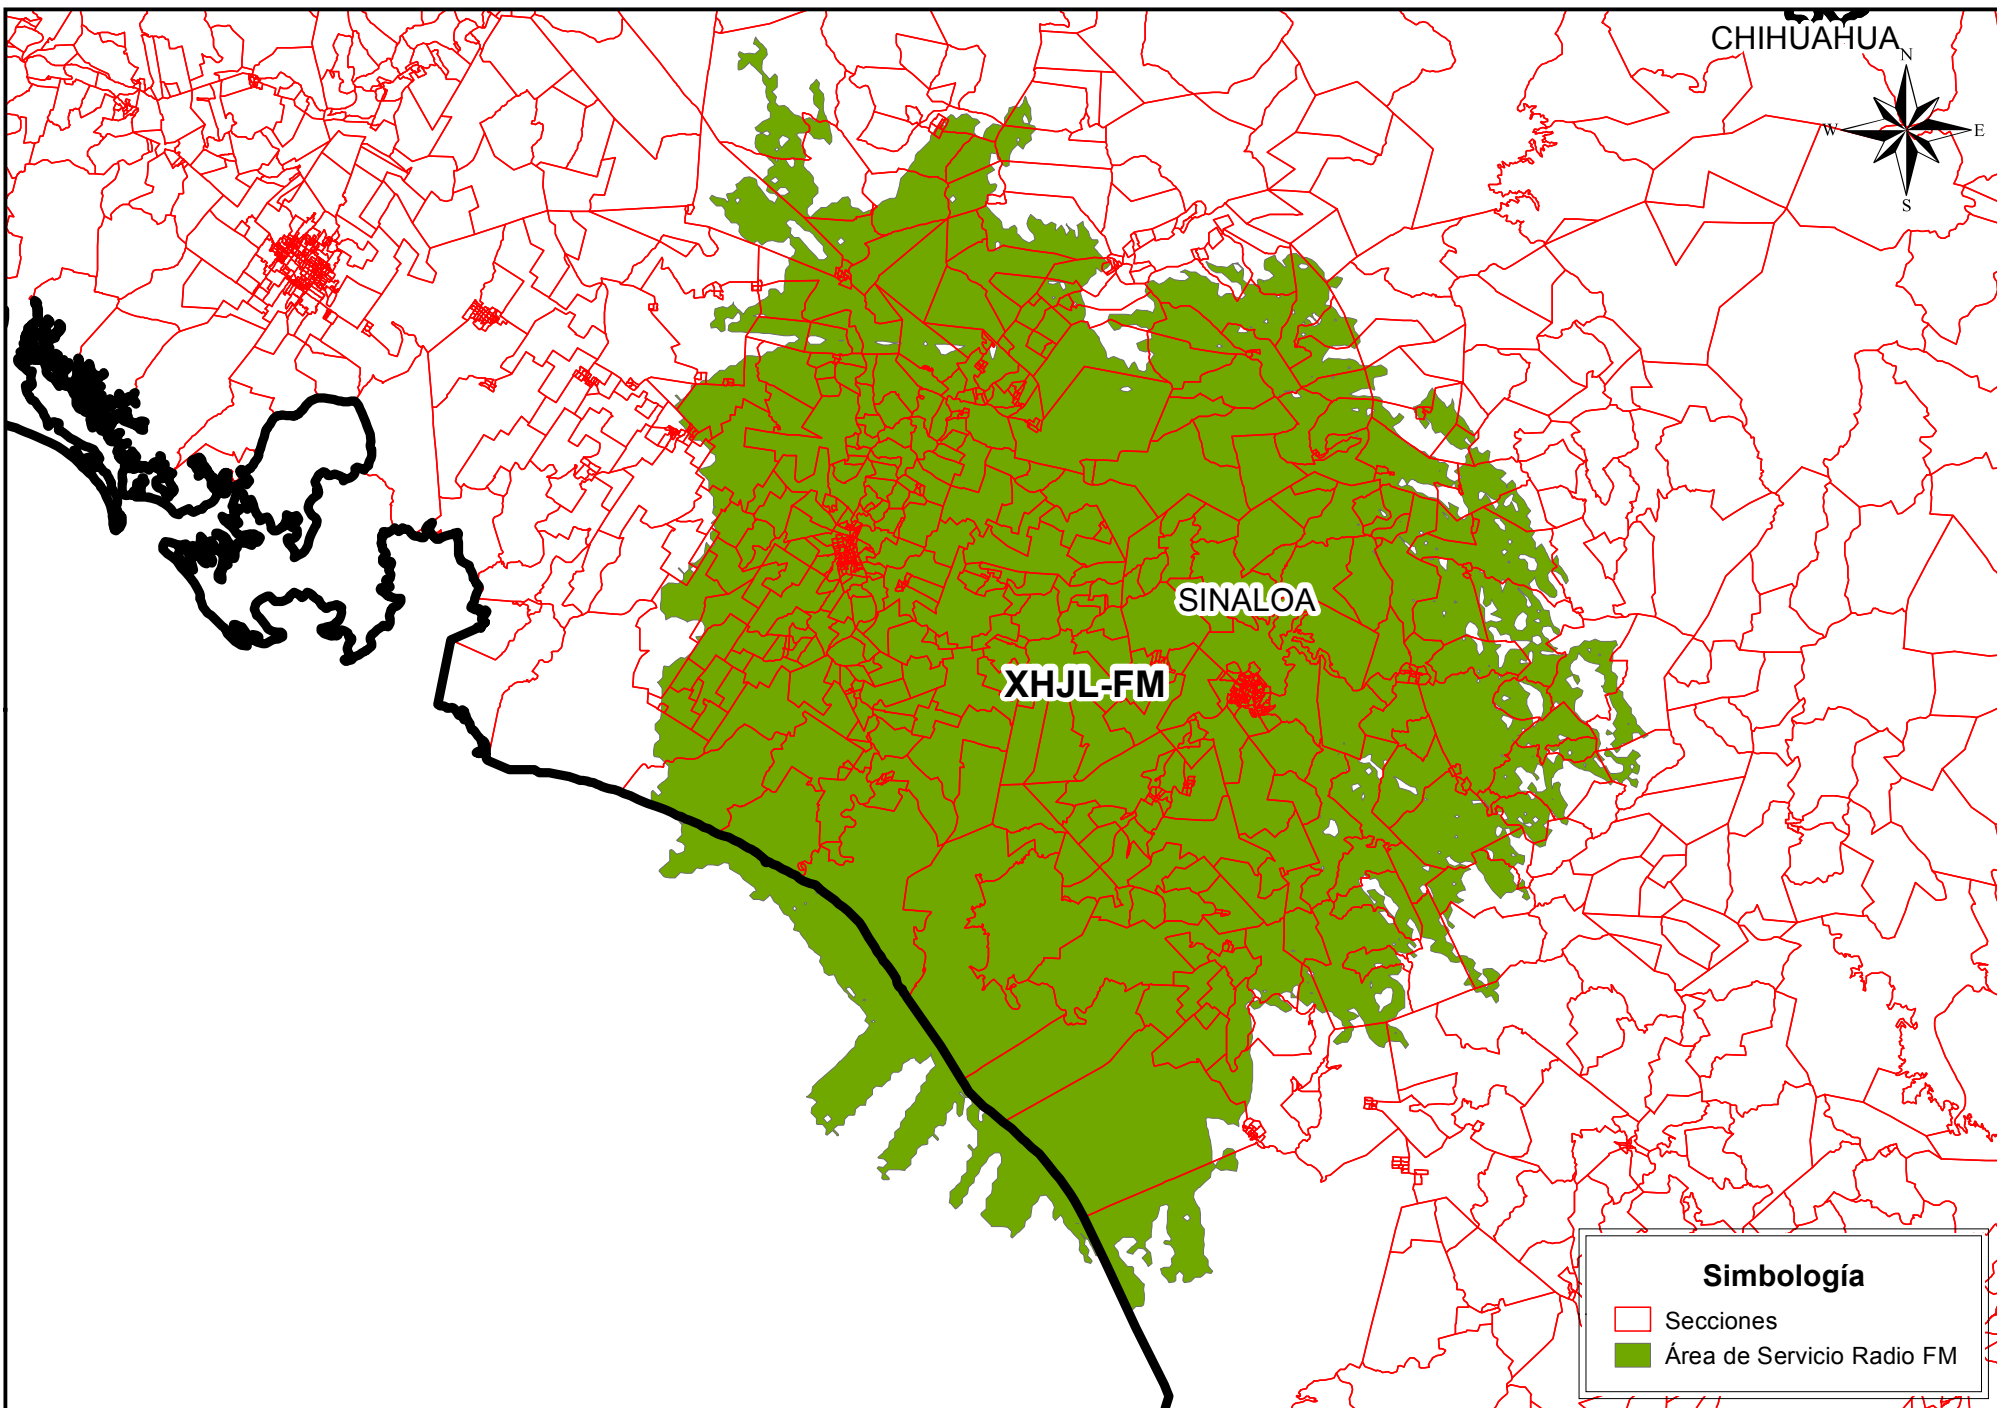 CHIHUAHUA
N
W
E
S
SINALOA
XHJL-FM
Simbología
Secciones
Área de Servicio Radio FM